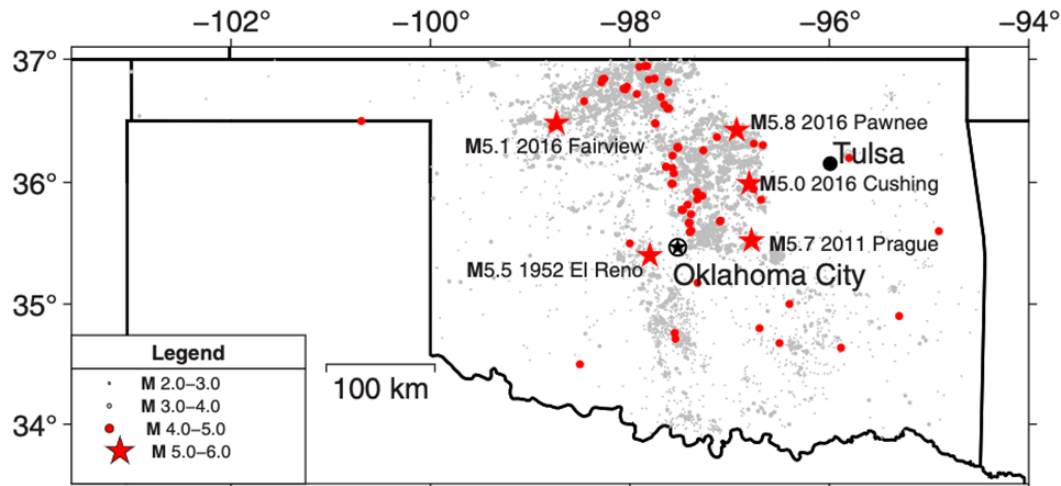 −102° −100° −98° −96° −94°
37°
M5.8 2016 Pawnee
M5.1 2016 Fairview
Tulsa
36°
M5.0 2016 Cushing
M5.7 2011 Prague
M5.5 1952 El Reno
Oklahoma City
35°
Legend
M 2.0−3.0
M 3.0−4.0
M 4.0−5.0
M 5.0−6.0
100 km
34°